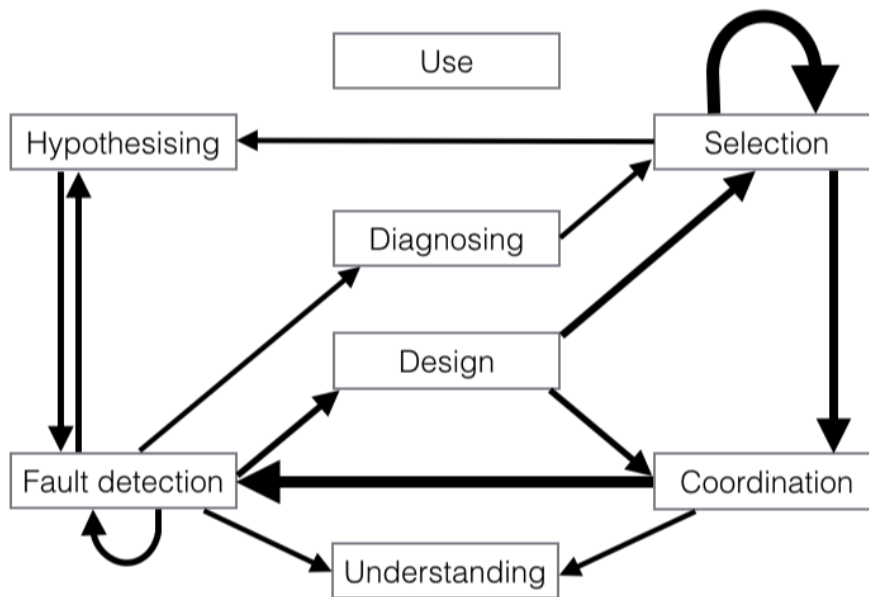 Use
Hypothesising
Selection
Diagnosing
Design
Fault detection
Coordination
Understanding